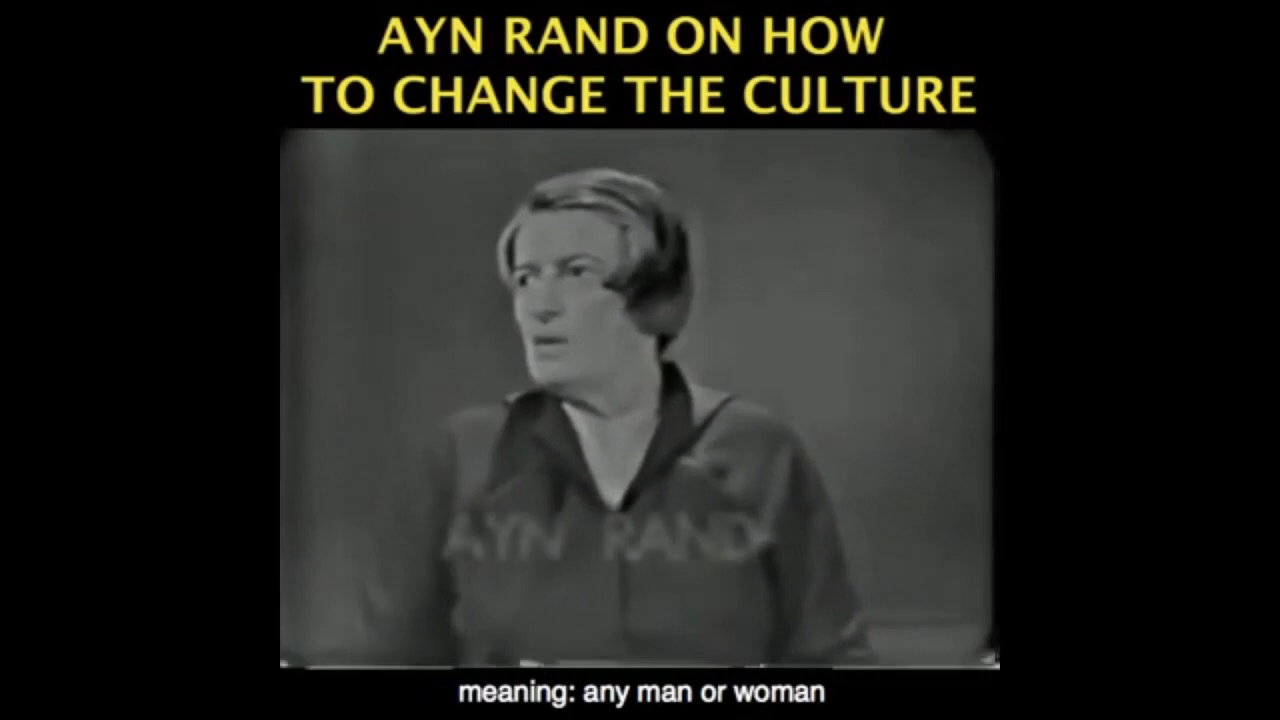 AYN RAND ON HOW
TO CHANGE THE CULTURE
AYN RAND
meaning: any man or woman